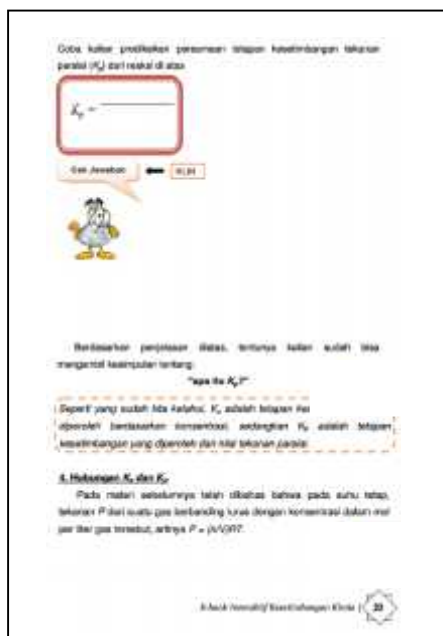 Coba kalian prediksikan persamaan tetapan kesetimbangan tekanan
parsial (Kp) dari reaksi di atas
Kp =
Cek Jawaban
KLIK
Berdasarkan penjelasan diatas, tentunya kalian sudah bisa
mengambil kesimpulan tentang:
"apa itu Kp?"
Seperti yang sudah kita ketahui, Kc adalah tetapan
diperoleh berdasarkan konsentrasi, sedangkan Kp adalah tetapan
kesetimbangan yang diperoleh dari nilai tekanan parsial
4. Hubungan Kc dan Kp
Pada materi sebelumnya telah dibahas bahwa pada suhu tetap,
tekanan P dari suatu gas berbanding lurus dengan konsentrasi dalam mol
per liter gas tersebut, artinya P = (n/V)RT.
E-book Interaktif Kesetimbangan Kimia |